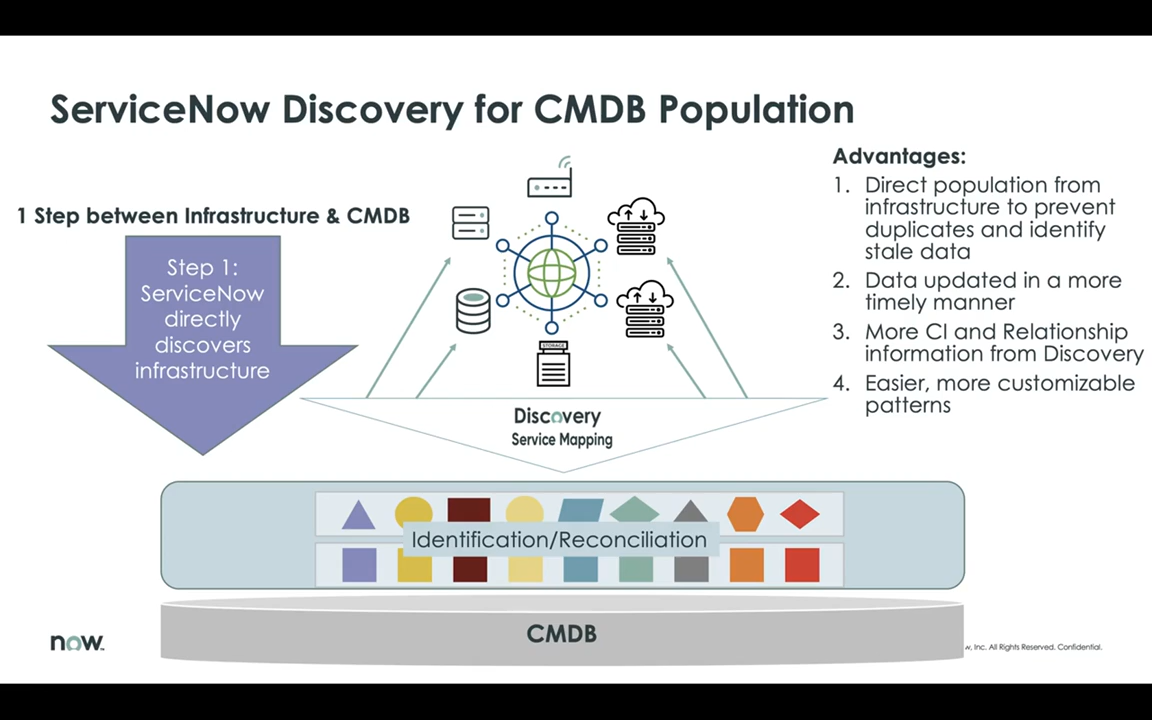 ServiceNow Discovery for CMDB Population
1 Step between Infrastructure & CMDB
Step 1:
ServiceNow
directly
discovers
infrastructure
STORAGE
Discovery
Service Mapping
Advantages:
1. Direct population from
infrastructure to prevent
duplicates and identify
stale data
2. Data updated in a more
timely manner
3. More CI and Relationship
information from Discovery
4. Easier, more customizable
patterns
Identification/Reconciliation
CMDB
now
w, Inc. All Rights Reserved. Confidential.